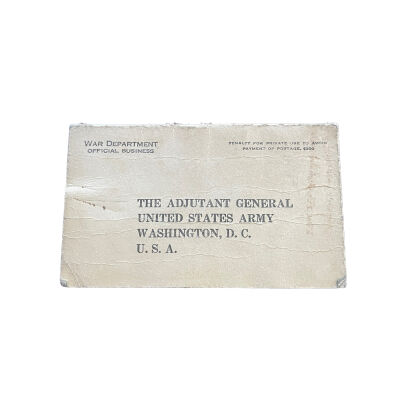 WAR DEPARTMENT
OFFICIAL BUSINESS
PENALTY FOR PRIVATE USE TO AVOID
PAYMENT OF POSTAGE, $300
THE ADJUTANT GENERAL
UNITED STATES ARMY
WASHINGTON, D. C.
U. S. A.